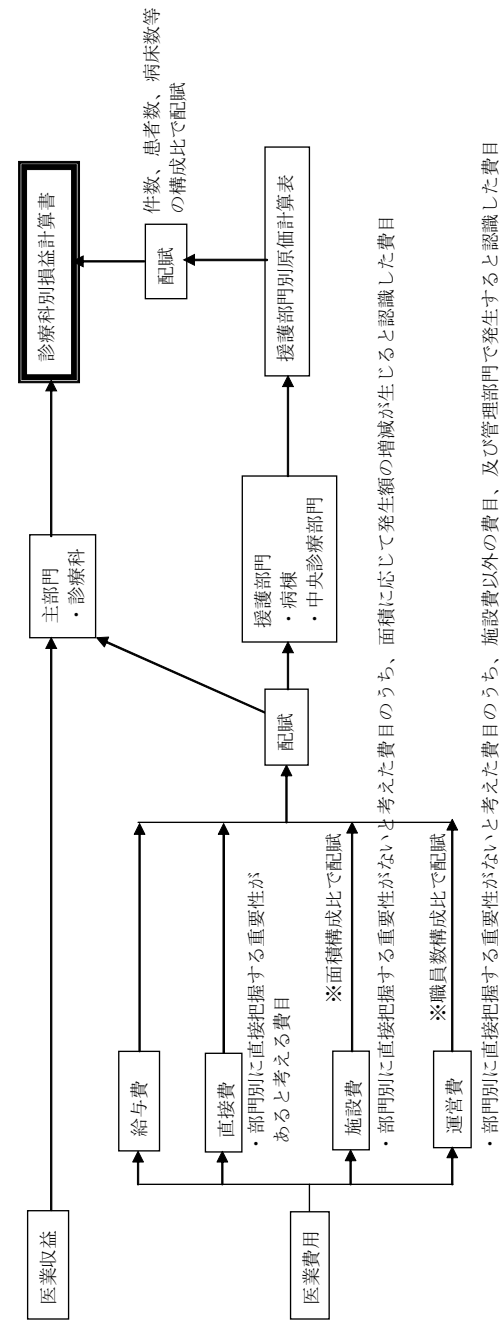 医業収益
医業費用
給与費
直接費
・部門別に直接把握する重要性が
あると考える費目
施設費
※面積構成比で配賦
・部門別に直接把握する重要性がないと考えた費目のうち、面積に応じて発生額の増減が生じると認識した費目
運営費
※職員数構成比で配賦
・部門別に直接把握する重要性がないと考えた費目のうち、施設費以外の費目、及び管理部門で発生すると認識した費目
配賦
主部門
・診療科
援護部門
・病棟
・中央診療部門
診療科別損益計算書
配賦
件数、患者数、病床数等
の構成比で配賦
援護部門別原価計算表